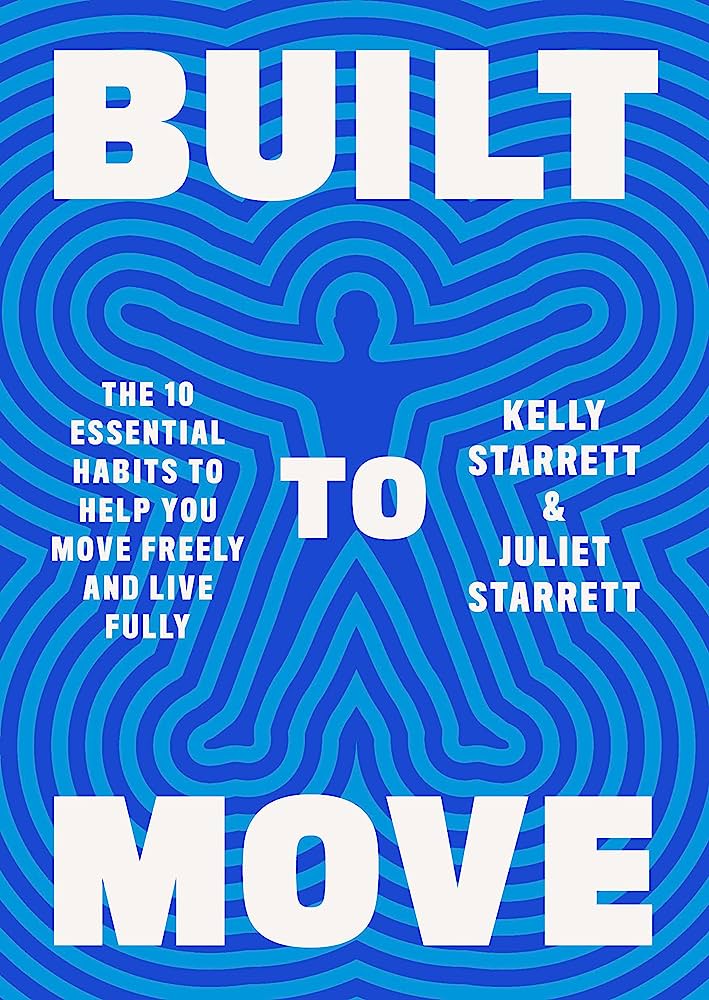 BUILT
THE 10
ESSENTIAL
HABITS TO
HELP YOU
MOVE FREELY
AND LIVE
FULLY
TO
KELLY
STARRETT
&
JULIET
STARRETT
MOVE